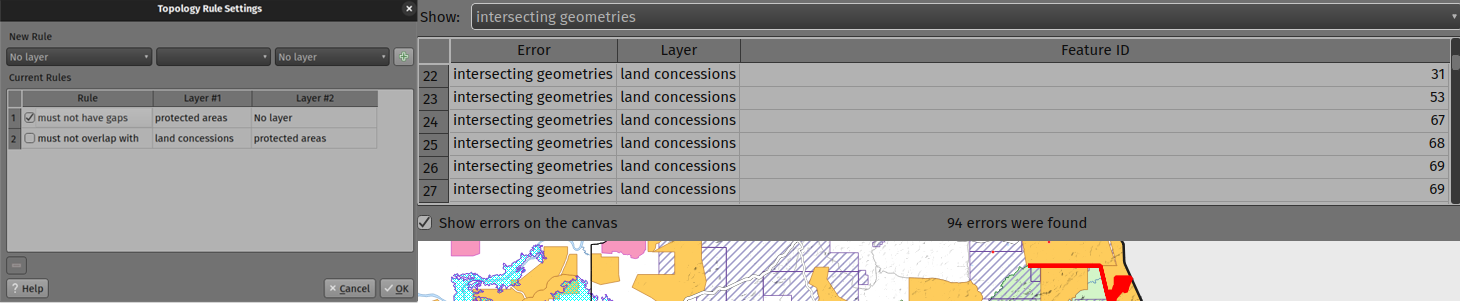 Topology Rule Settings
New Rule
No layer No layer
Current Rules
Rule Layer #1 Layer #2
1 must not have gaps protected areas No layer
2 must not overlap with land concessions protected areas
Help Cancel OK
Show: intersecting geometries
Error Layer Feature ID
22 intersecting geometries land concessions 31
23 intersecting geometries land concessions 53
24 intersecting geometries land concessions 67
25 intersecting geometries land concessions 68
26 intersecting geometries land concessions 69
27 intersecting geometries land concessions 69
Show errors on the canvas 94 errors were found